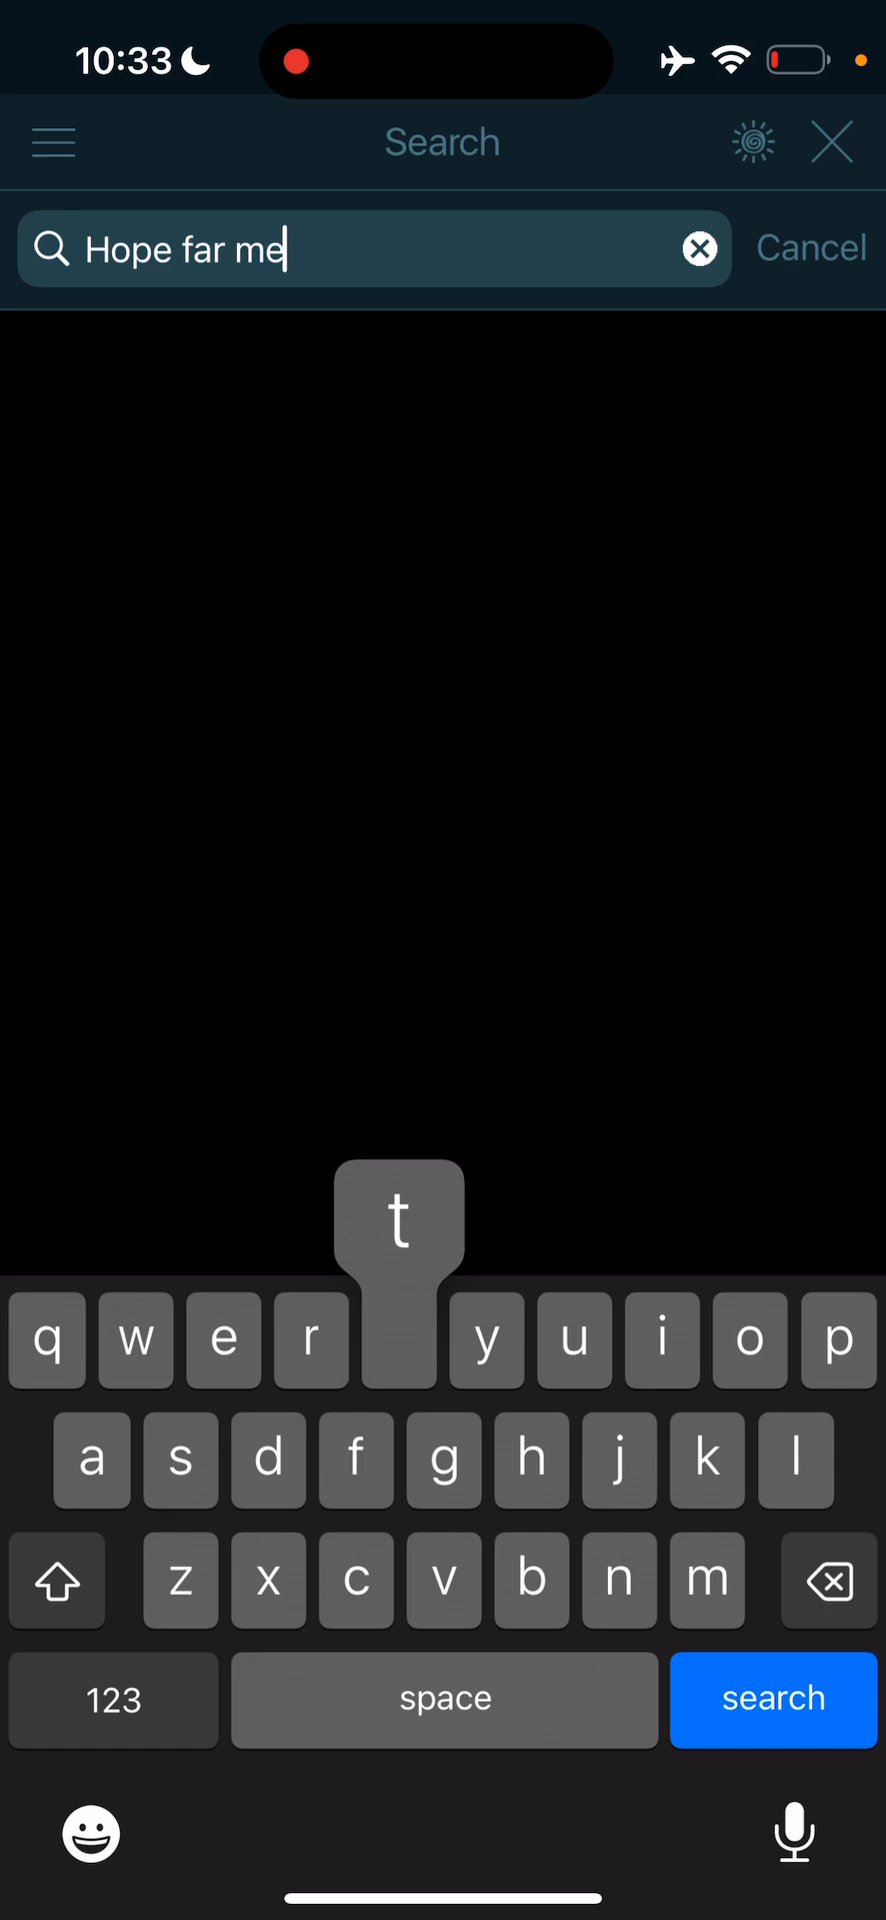 10:33
Search
Hope far me
Cancel
t
q w e r y u i o p
a s d f g h j k l
z x c v b n m
123 space search